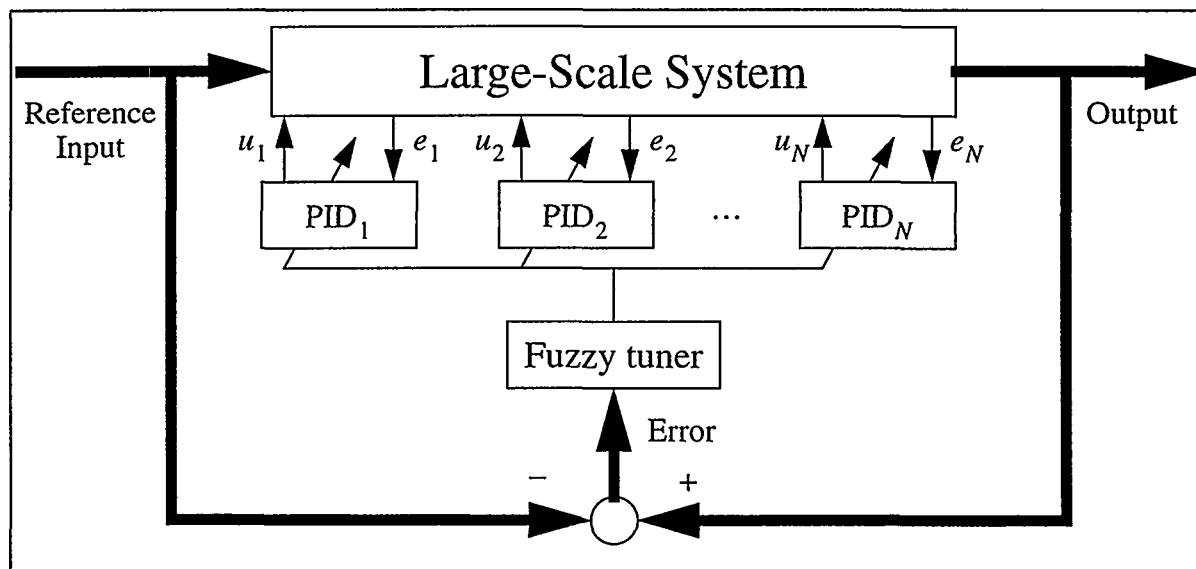 Large-Scale System
Reference
Input
Output
u1
e1
u2
e2
uN
eN
PID1
PID2
...
PIDN
Fuzzy tuner
Error
−
+